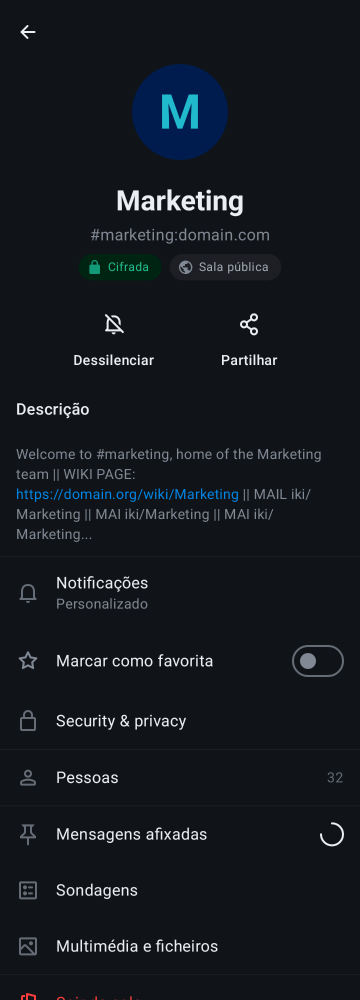 M
Marketing
#marketing:domain.com
Cifrada
Sala pública
Dessilenciar
Partilhar
Descrição
Welcome to #marketing, home of the Marketing
team || WIKI PAGE:
https://domain.org/wiki/Marketing || MAIL iki/
Marketing || MAI iki/Marketing || MAI iki/
Marketing...
Notificações
Personalizado
Marcar como favorita
Security & privacy
Pessoas 32
Mensagens afixadas
Sondagens
Multimédia e ficheiros